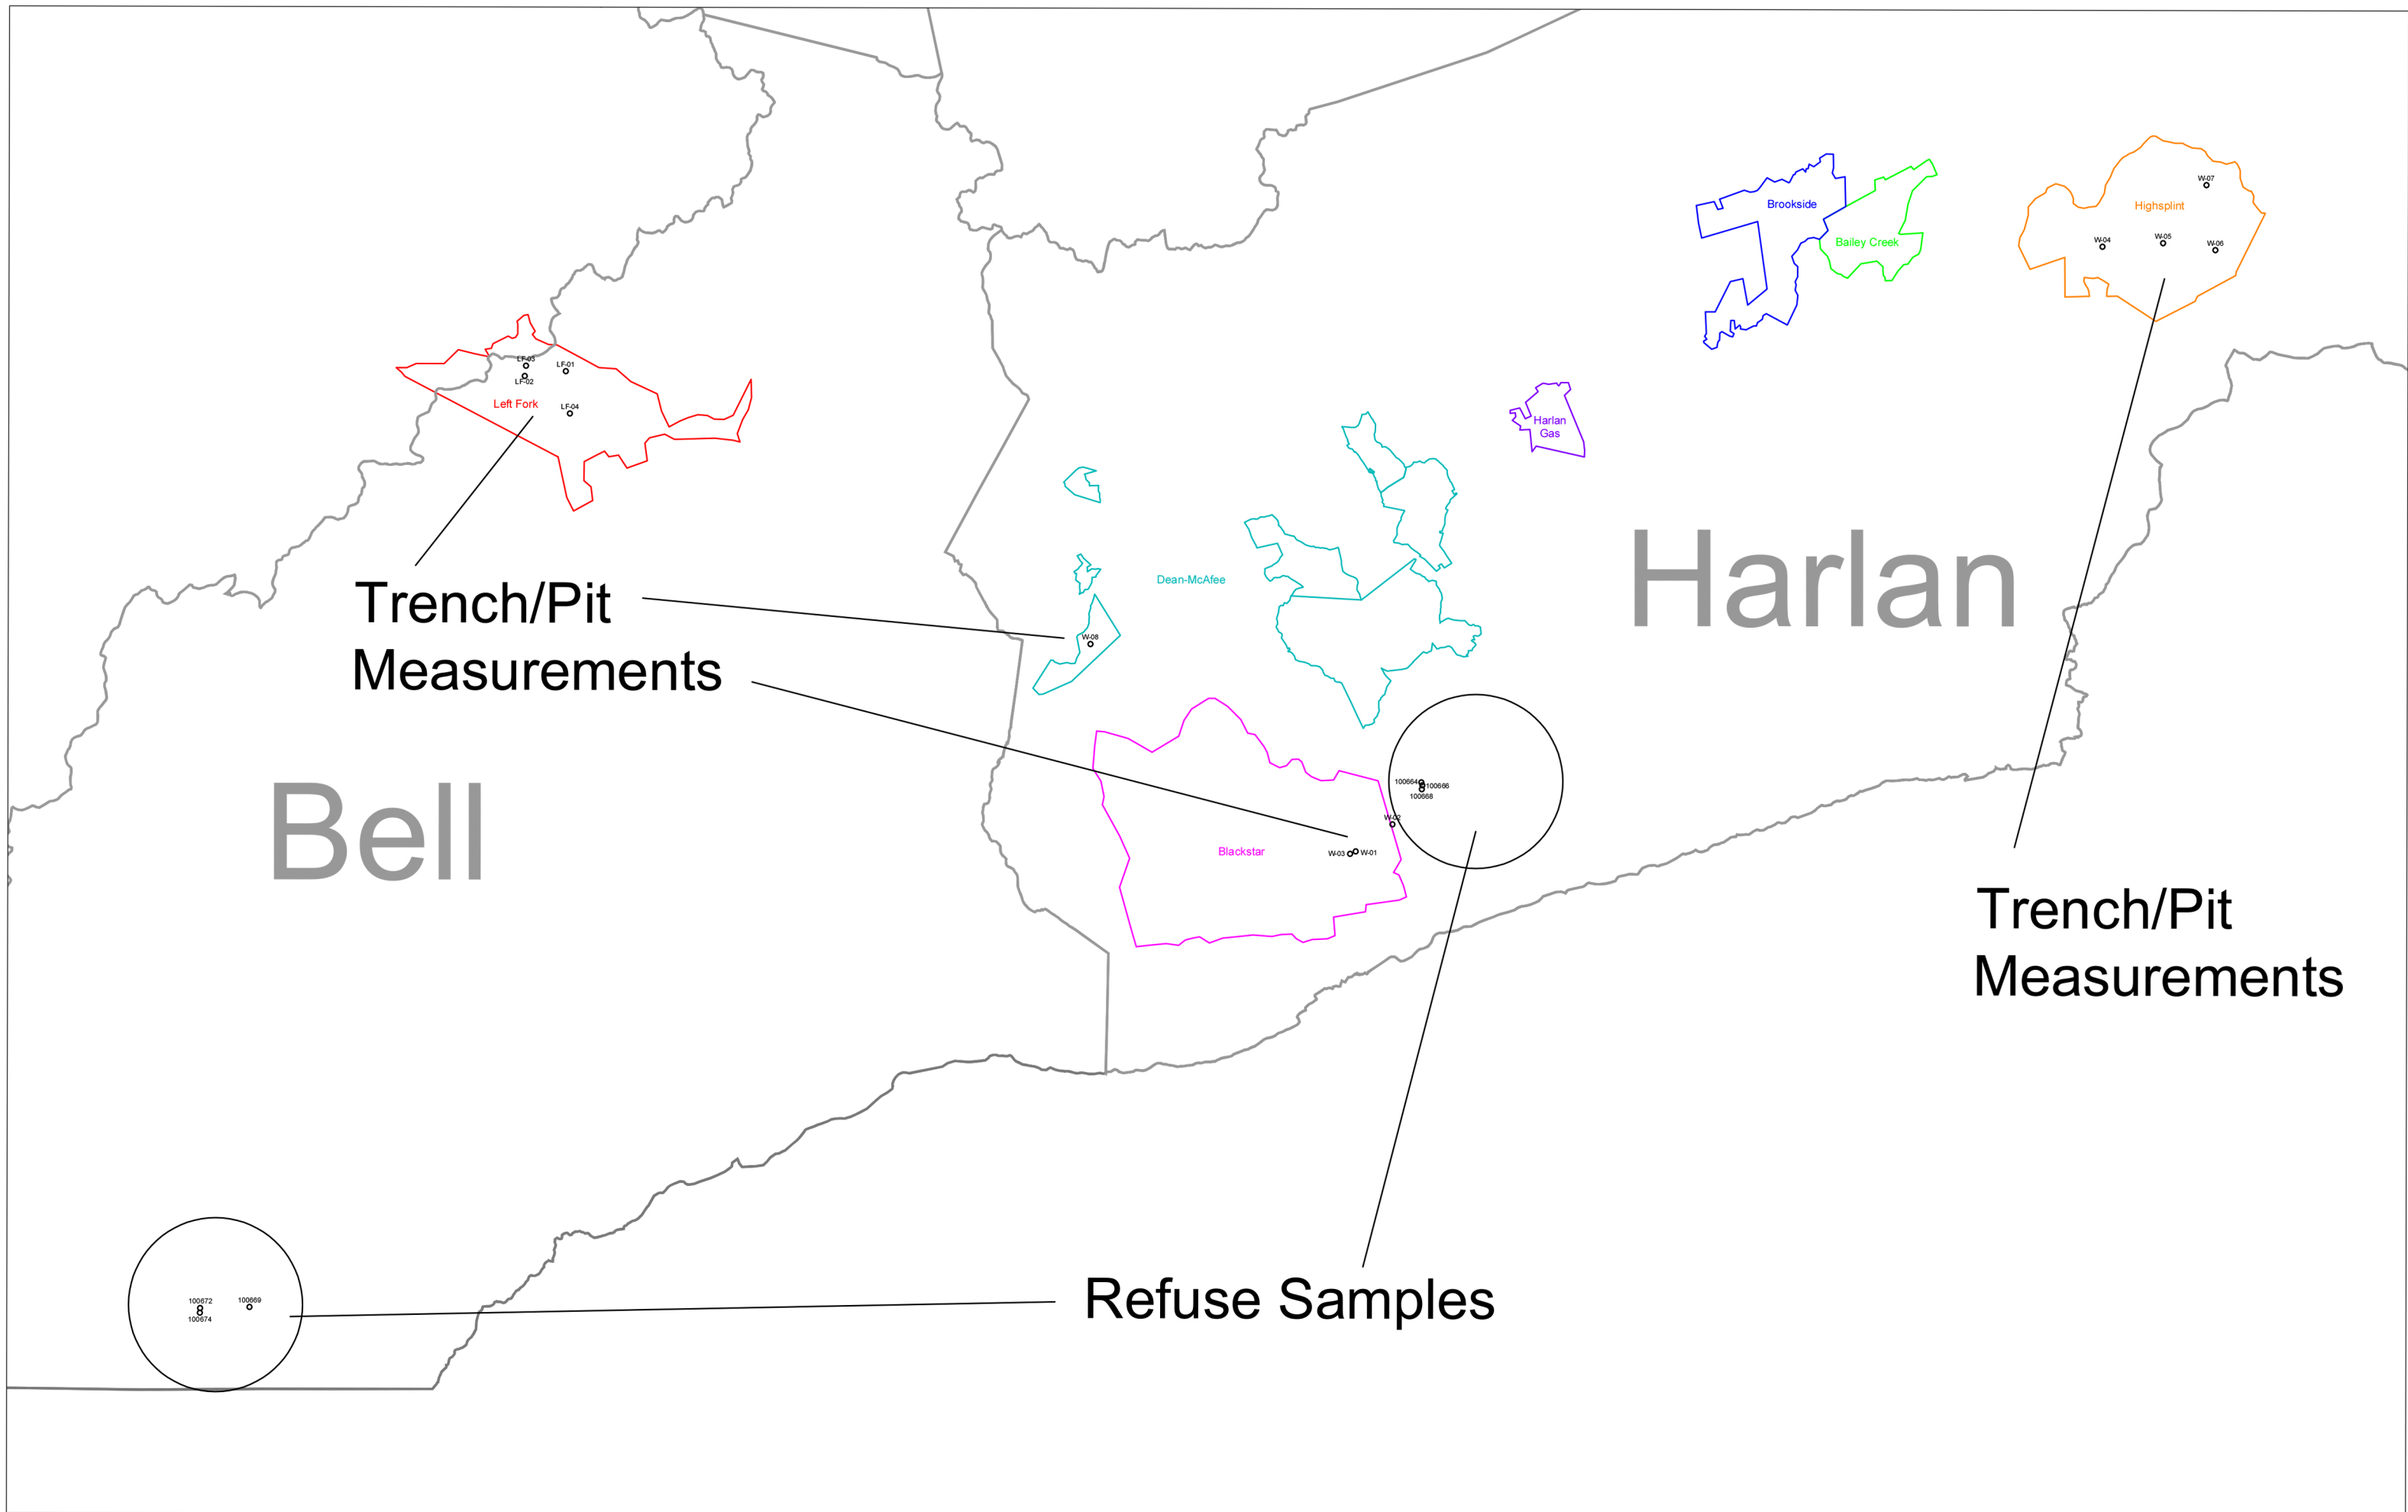 W-07
Brookside
Highsplint
W-04
W-05
W-06
Bailey Creek
LF-03
LF-01
LF-02
Left Fork
LF-04
Harlan
Gas
Harlan
Dean-McAfee
Trench/Pit
Measurements
W-08
Bell
100664
100666
100668
W-02
Blackstar
W-03
W-01
Trench/Pit
Measurements
Refuse Samples
100672
100669
100674